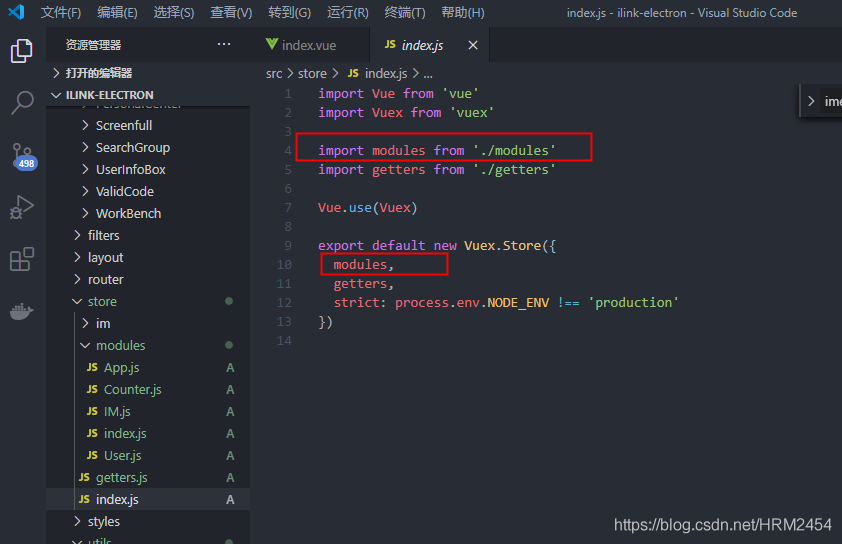 文件(F) 编辑(E) 选择(S) 查看(V) 转到(G) 运行(R) 终端(T) 帮助(H) index.js - ilink-electron - Visual Studio Code
资源管理器 ...
index.vue
JS index.js ×
打开的编辑器
ILINK-ELECTRON
PersonalCenter
Screenfull
SearchGroup
UserInfoBox
ValidCode
WorkBench
filters
layout
router
store
im
modules
JS App.js A
JS Counter.js A
JS IM.js A
JS index.js A
JS User.js A
JS getters.js A
JS index.js A
styles
utils
498
src > store > JS index.js > ...
1 import Vue from 'vue'
2 import Vuex from 'vuex'
3
4 import modules from './modules'
5 import getters from './getters'
6
7 Vue.use(Vuex)
8
9 export default new Vuex.Store({
10 modules,
11 getters,
12 strict: process.env.NODE_ENV !== 'production'
13 })
14
https://blog.csdn.net/HRM2454